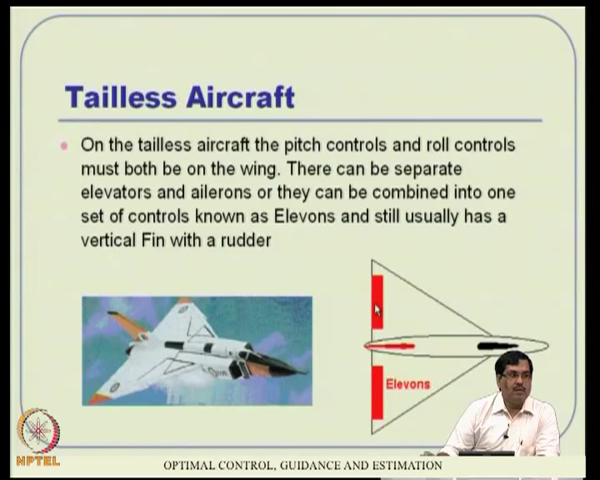 Tailless Aircraft
On the tailless aircraft the pitch controls and roll controls
must both be on the wing. There can be separate
elevators and ailerons or they can be combined into one
set of controls known as Elevons and still usually has a
vertical Fin with a rudder
Elevons
NPTEL
OPTIMAL CONTROL, GUIDANCE AND ESTIMATION